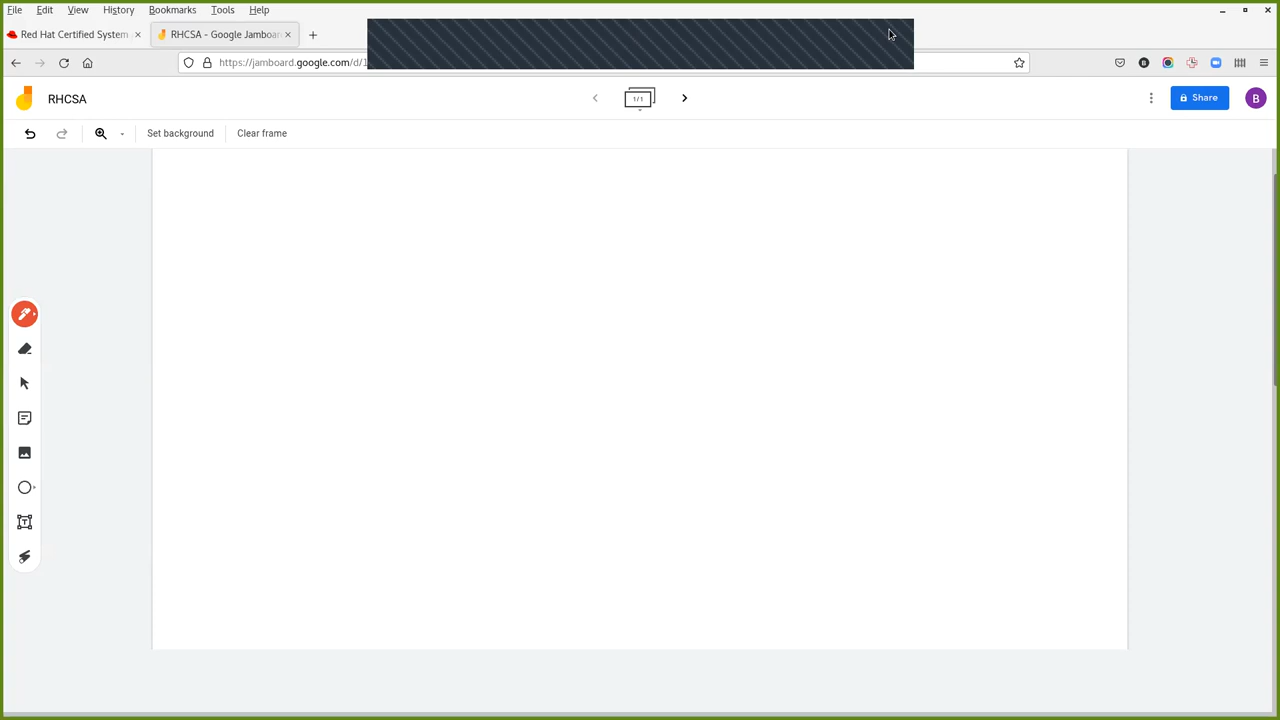 File Edit View History Bookmarks Tools Help
Red Hat Certified System
RHCSA - Google Jamboar
https://jamboard.google.com/d/1
B
RHCSA
1/1
Share
B
Set background
Clear frame
T